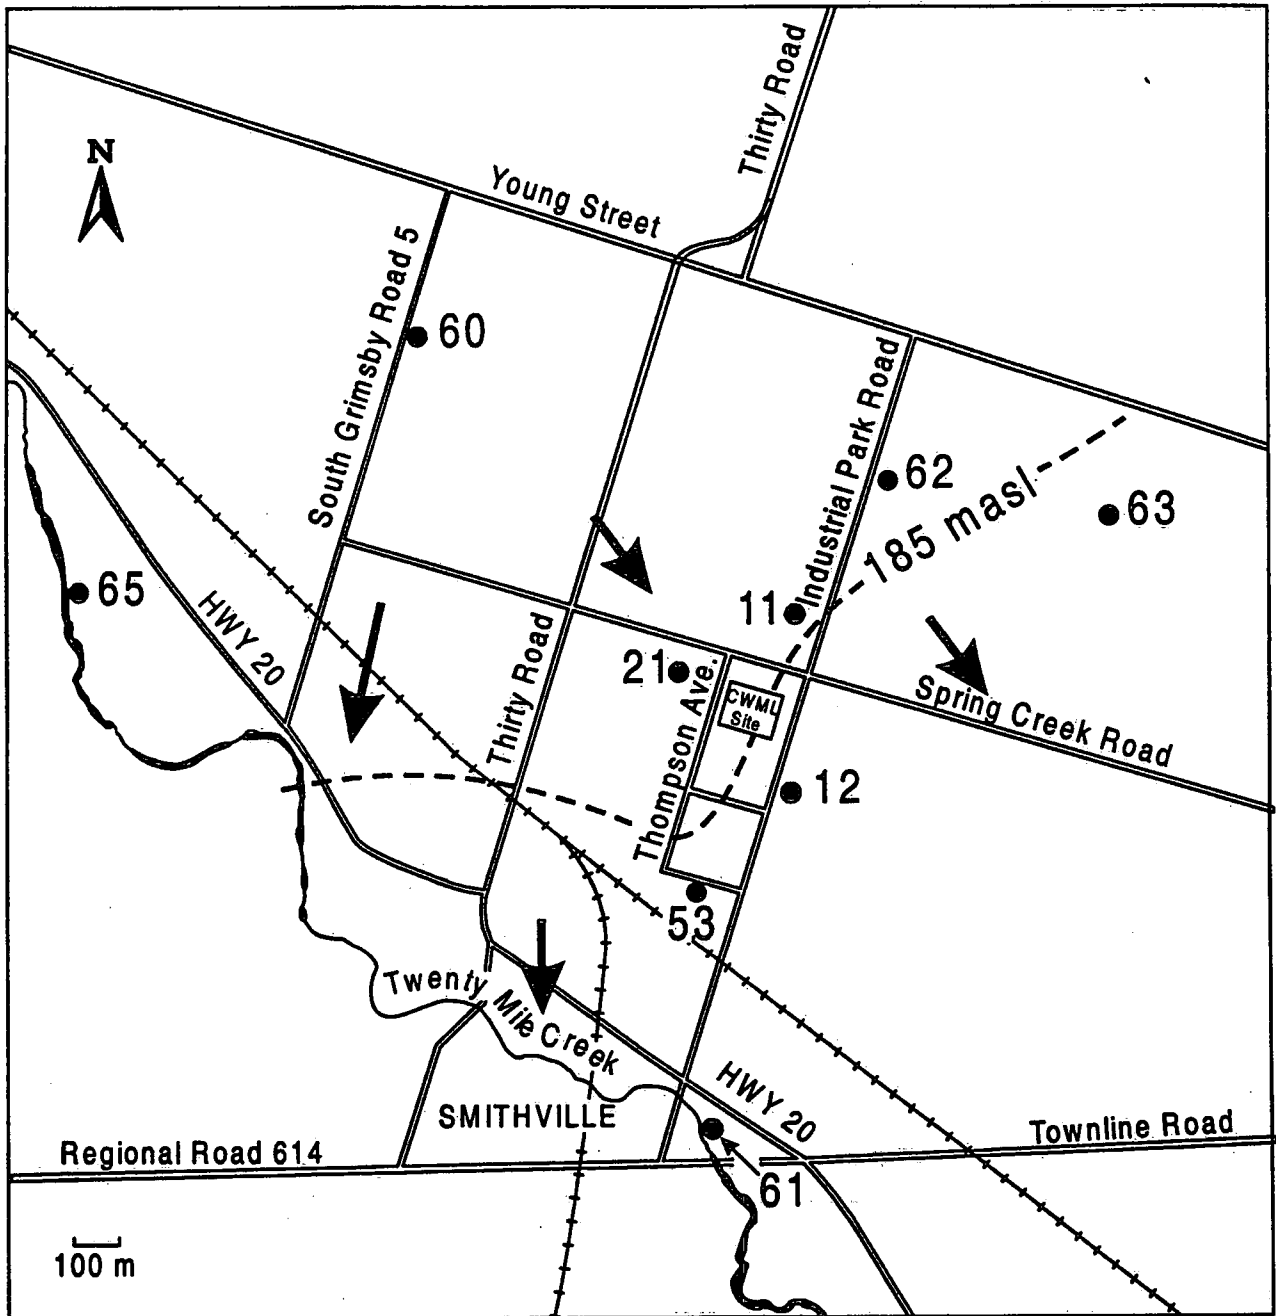 Thirty Road
N
Young Street
South Grimsby Road 5
60
Industrial Park Road
62
185 masl
63
65
HWY 20
11
21
Thirty Road
Thompson Ave.
CWML
Site
Spring Creek Road
12
53
Twenty Mile Creek
HWY 20
SMITHVILLE
Townline Road
Regional Road 614
61
100 m